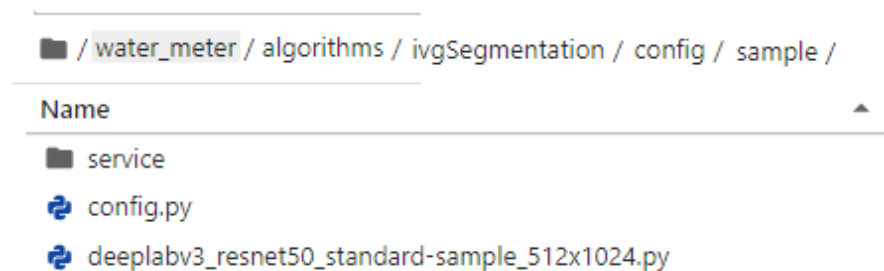 / water_meter / algorithms / ivgSegmentation / config / sample /
Name
service
config.py
deeplabv3_resnet50_standard-sample_512x1024.py